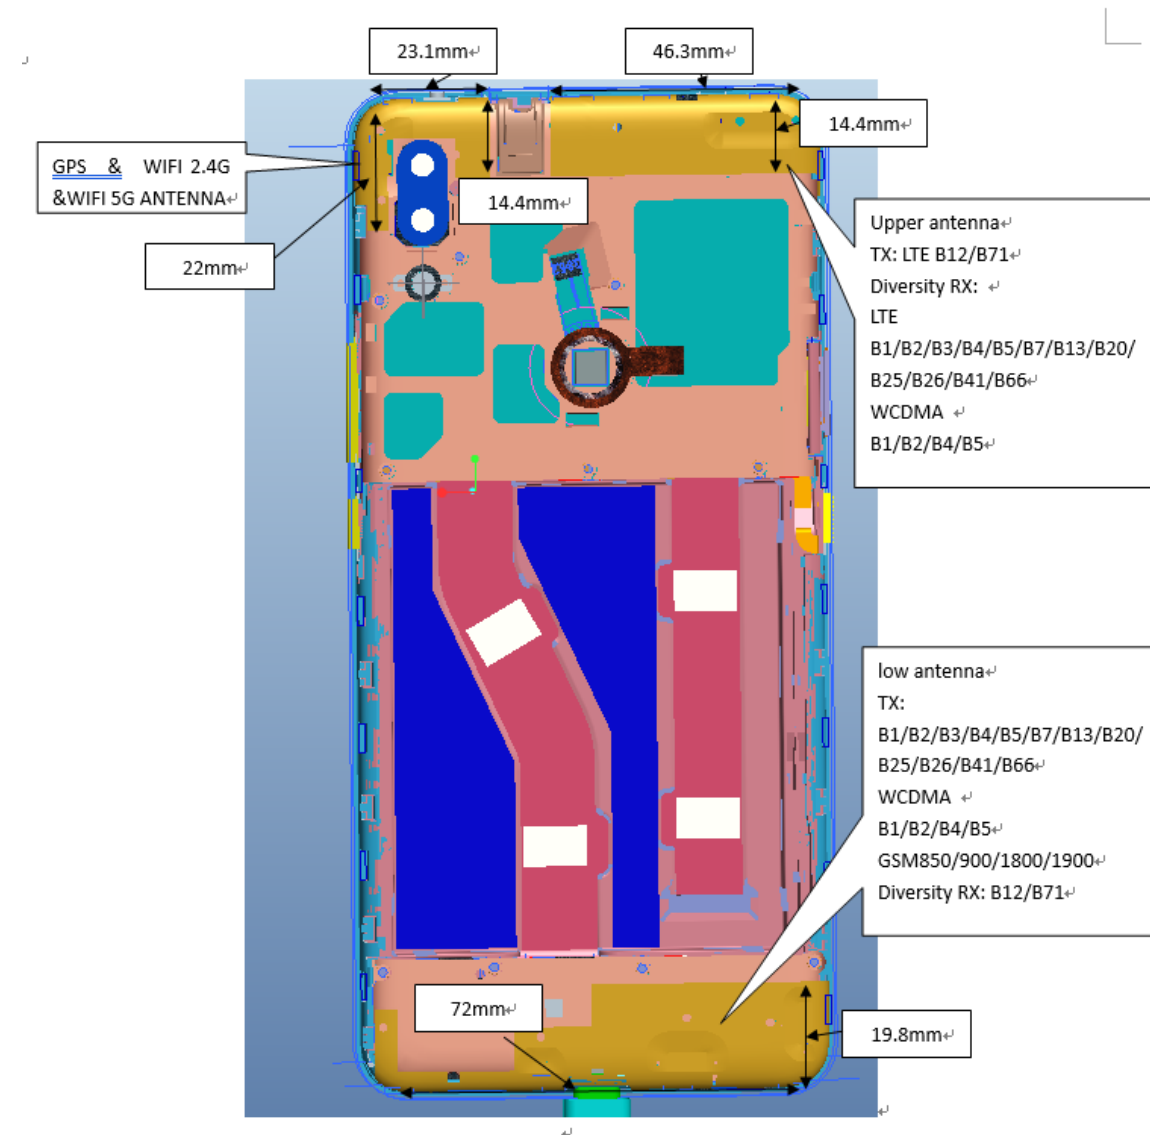 23.1mm
46.3mm
14.4mm
GPS & WIFI 2.4G
&WIFI 5G ANTENNA
14.4mm
22mm
Upper antenna
TX: LTE B12/B71
Diversity RX:
LTE
B1/B2/B3/B4/B5/B7/B13/B20/
B25/B26/B41/B66
WCDMA
B1/B2/B4/B5
low antenna
TX:
B1/B2/B3/B4/B5/B7/B13/B20/
B25/B26/B41/B66
WCDMA
B1/B2/B4/B5
GSM850/900/1800/1900
Diversity RX: B12/B71
72mm
19.8mm